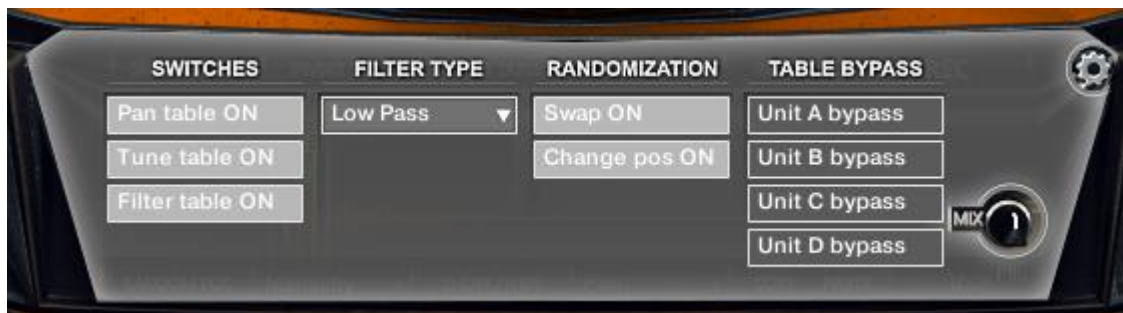 SWITCHES
FILTER TYPE
RANDOMIZATION
TABLE BYPASS
Pan table ON
Low Pass
Swap ON
Unit A bypass
Tune table ON
Change pos ON
Unit B bypass
Filter table ON
Unit C bypass
MIX
Unit D bypass